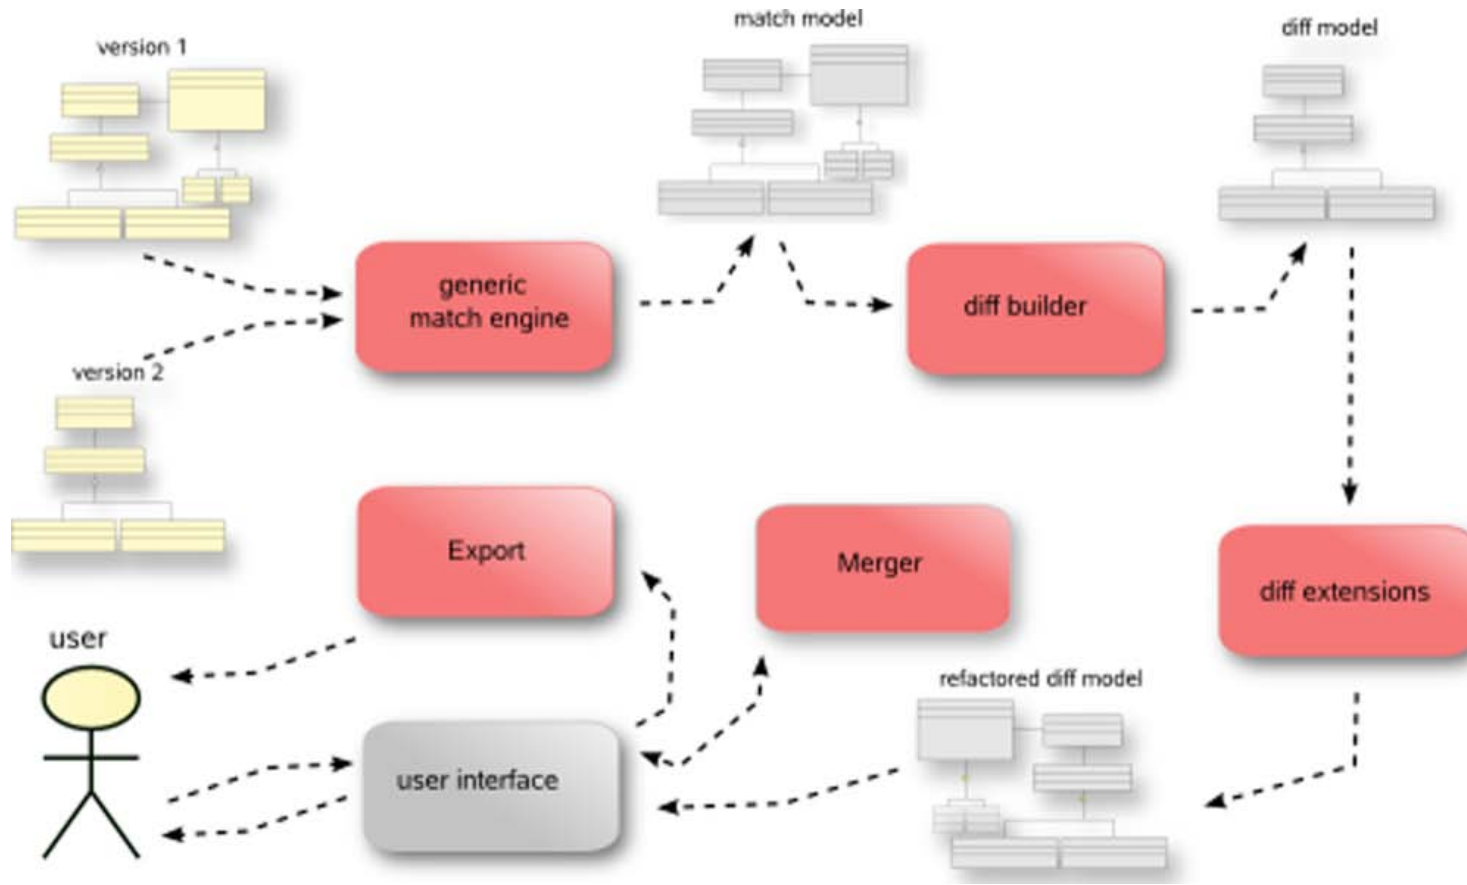 match model
diff model
version 1
generic
match engine
diff builder
version 2
Export
Merger
diff extensions
user
refactored diff model
user interface